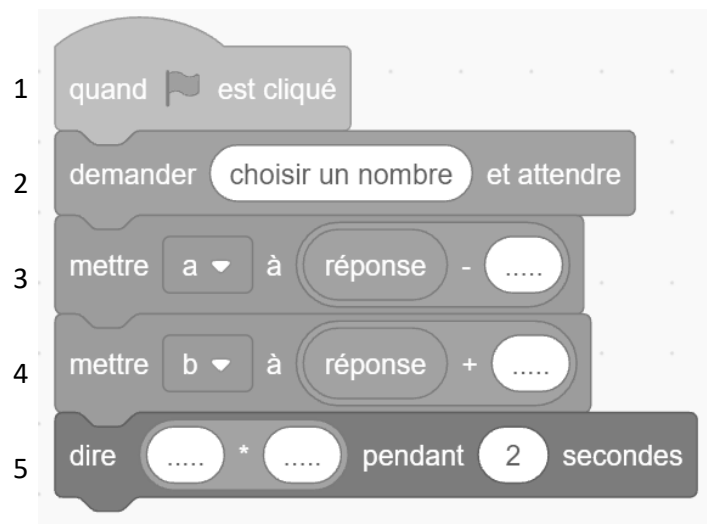 1 quand est cliqué
2 demander choisir un nombre et attendre
3 mettre a à réponse - .....
4 mettre b à réponse + .....
5 dire ..... * ..... pendant 2 secondes